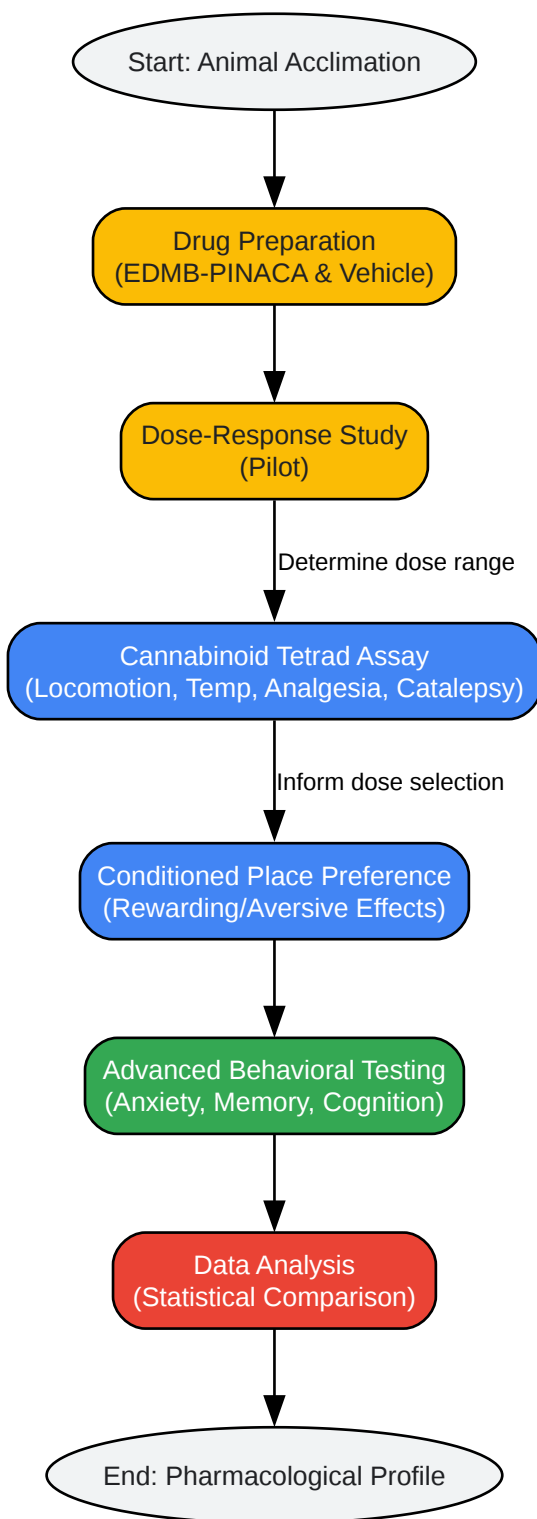 Start: Animal Acclimation
Drug Preparation
(EDMB-PINACA & Vehicle)
Dose-Response Study
(Pilot)
Determine dose range
Cannabinoid Tetrad Assay
(Locomotion, Temp, Analgesia, Catalepsy)
Inform dose selection
Conditioned Place Preference
(Rewarding/Aversive Effects)
Advanced Behavioral Testing
(Anxiety, Memory, Cognition)
Data Analysis
(Statistical Comparison)
End: Pharmacological Profile